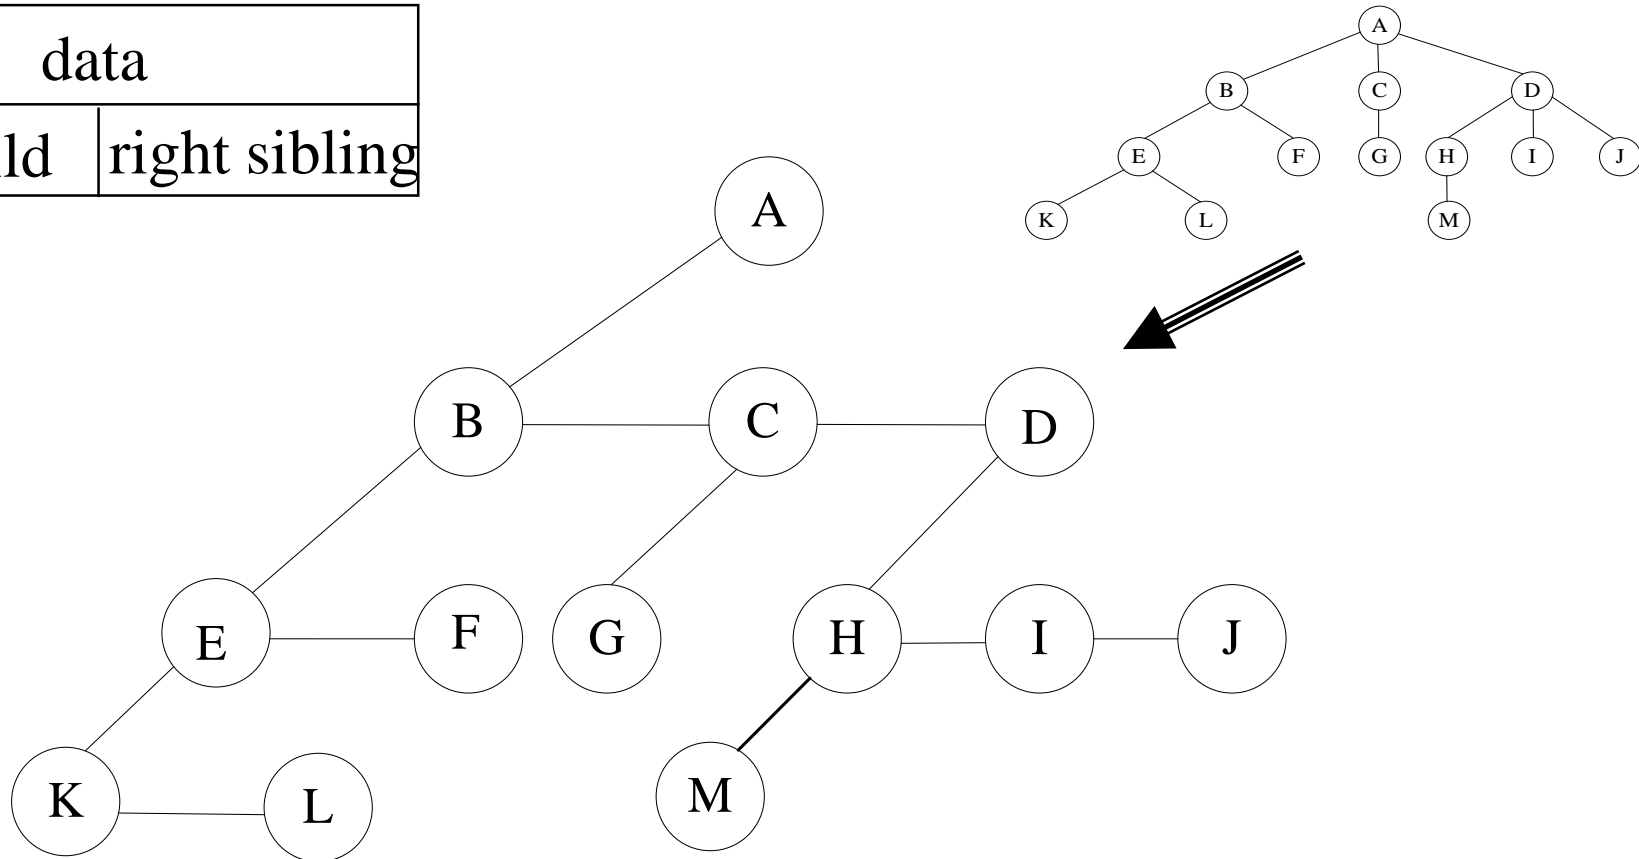 data
ld right sibling
A
B C D
E F G H I J
K L M
A
B C D
E F G H I J
K L M